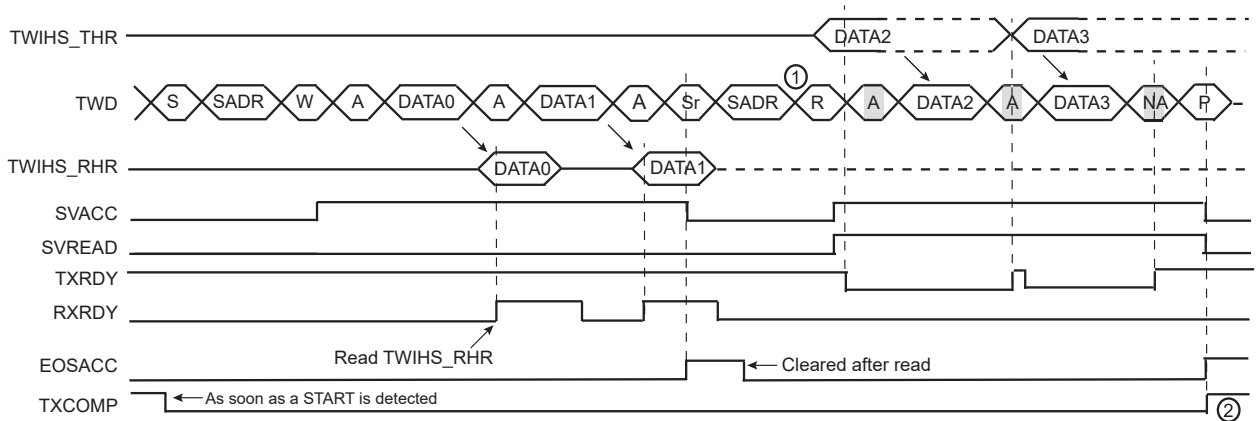 TWIHS_THR DATA2 DATA3
1
TWD S SADR W A DATA0 A DATA1 A Sr SADR R A DATA2 A DATA3 NA P
TWIHS_RHR DATA0 DATA1
SVACC
SVREAD
TXRDY
RXRDY
Read TWIHS_RHR
EOSACC Cleared after read
TXCOMP As soon as a START is detected 2